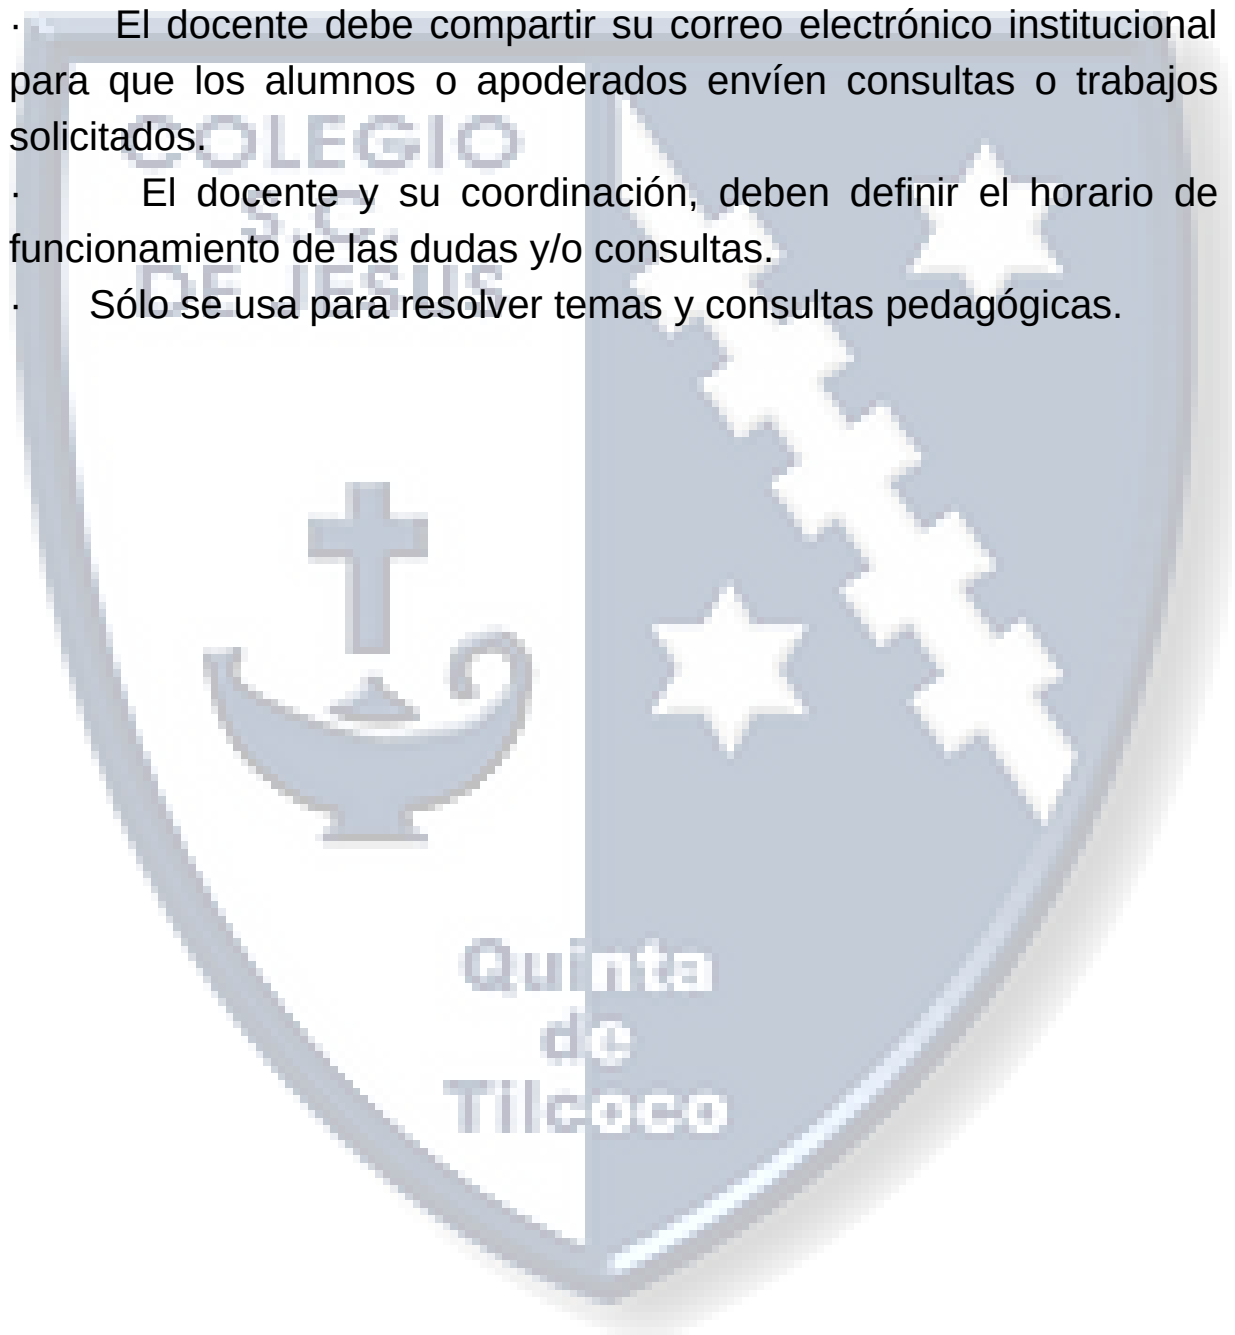 · El docente debe compartir su correo electrónico institucional
para que los alumnos o apoderados envíen consultas o trabajos
solicitados.
COLEGIO
· El docente y su coordinación, deben definir el horario de
S.C.
funcionamiento de las dudas y/o consultas.
DE JESUS
· Sólo se usa para resolver temas y consultas pedagógicas.
Quinta
de
Tilcoco